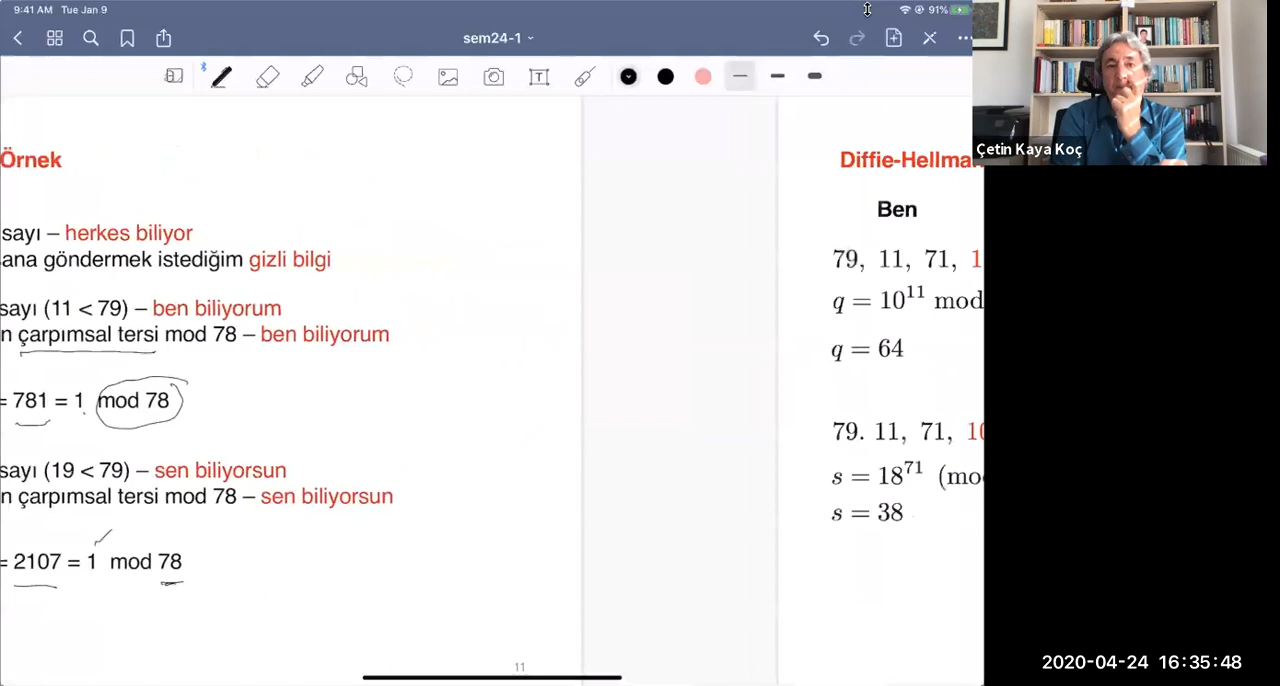 9:41 AM Tue Jan 9
91%
sem24-1
T
Çetin Kaya Koç
Örnek
sayı – herkes biliyor
ana göndermek istediğim gizli bilgi
sayı (11 < 79) – ben biliyorum
n çarpımsal tersi mod 78 – ben biliyorum
= 781 = 1 mod 78
sayı (19 < 79) – sen biliyorsun
n çarpımsal tersi mod 78 – sen biliyorsun
= 2107 = 1 mod 78
11
Diffie-Hellma
Ben
79, 11, 71, 1
q = 10¹¹ mod
q = 64
79. 11, 71, 10
s = 18⁷¹ (mo
s = 38
2020-04-24 16:35:48